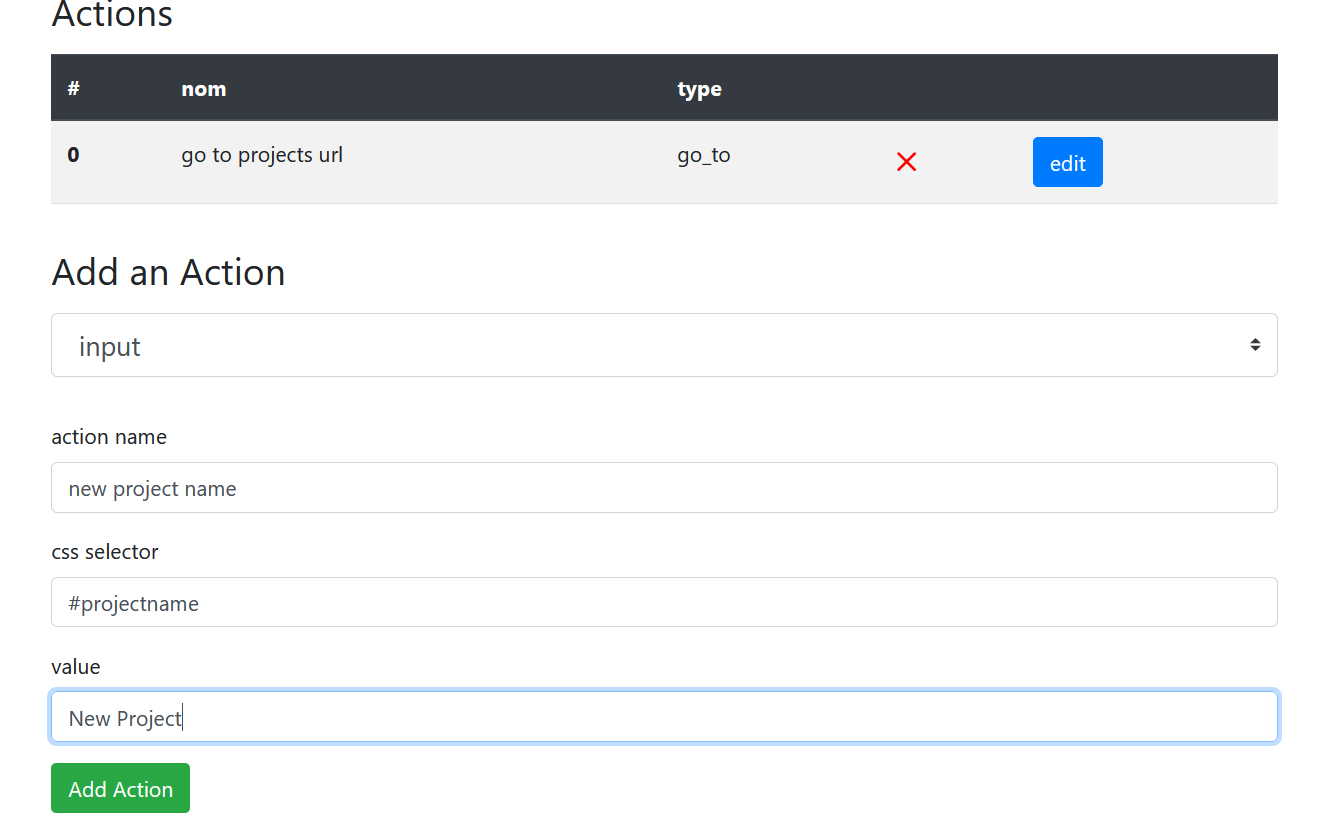 Actions
# nom type
0 go to projects url go_to edit
Add an Action
input
action name
new project name
css selector
#projectname
value
New Project
Add Action